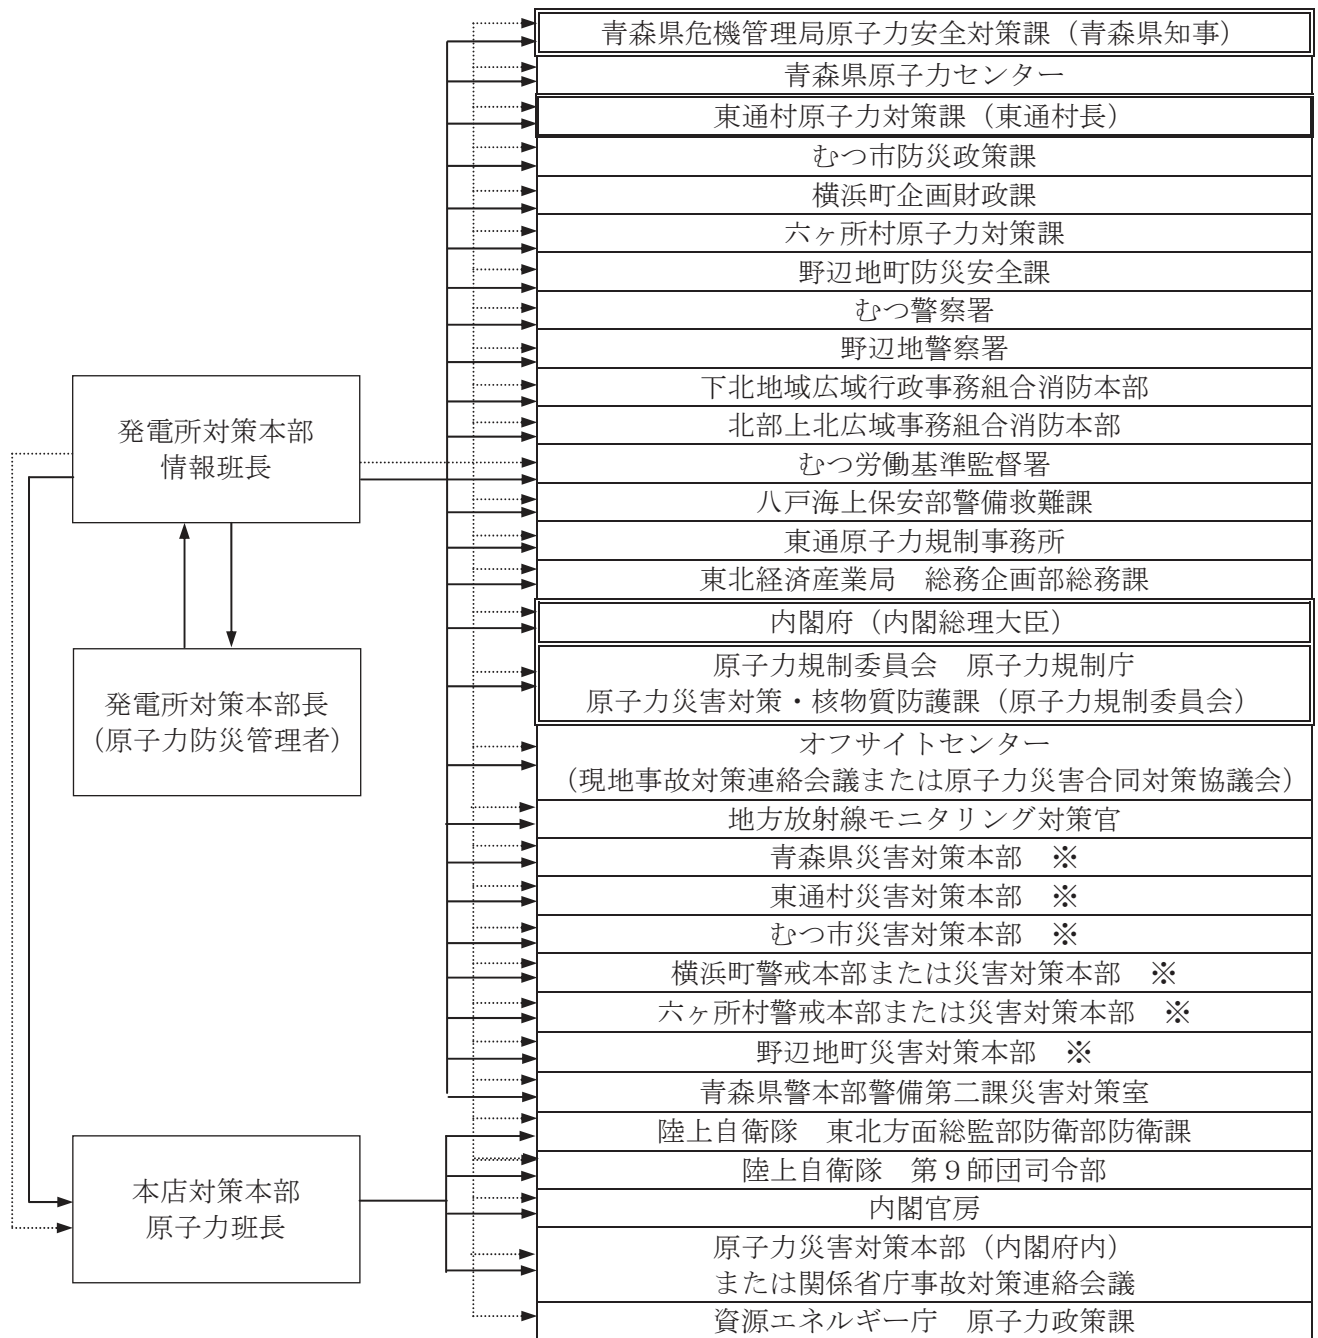 青森県危機管理局原子力安全対策課（青森県知事）
青森県原子力センター
東通村原子力対策課（東通村長）
むつ市防災政策課
横浜町企画財政課
六ヶ所村原子力対策課
野辺地町防災安全課
むつ警察署
野辺地警察署
下北地域広域行政事務組合消防本部
北部上北広域事務組合消防本部
むつ労働基準監督署
八戸海上保安部警備救難課
東通原子力規制事務所
東北経済産業局　総務企画部総務課
内閣府（内閣総理大臣）
原子力規制委員会　原子力規制庁
原子力災害対策・核物質防護課（原子力規制委員会）
オフサイトセンター
（現地事故対策連絡会議または原子力災害合同対策協議会）
地方放射線モニタリング対策官
青森県災害対策本部　※
東通村災害対策本部　※
むつ市災害対策本部　※
横浜町警戒本部または災害対策本部　※
六ヶ所村警戒本部または災害対策本部　※
野辺地町災害対策本部　※
青森県警本部警備第二課災害対策室
陸上自衛隊　東北方面総監部防衛部防衛課
陸上自衛隊　第９師団司令部
内閣官房
原子力災害対策本部（内閣府内）
または関係省庁事故対策連絡会議
資源エネルギー庁　原子力政策課
発電所対策本部
情報班長
発電所対策本部長
（原子力防災管理者）
本店対策本部
原子力班長